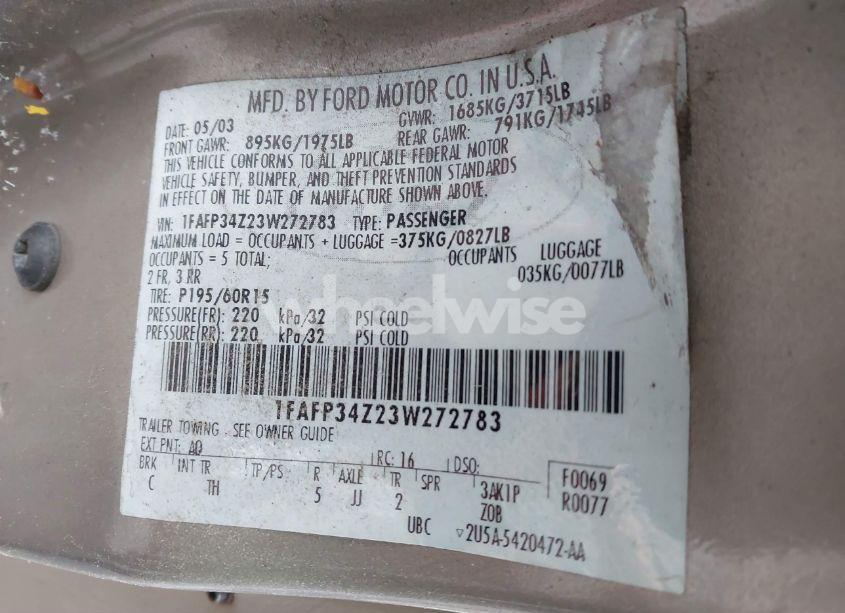 MFD. BY FORD MOTOR CO. IN U.S.A.
DATE: 05/03 GVWR: 1685KG/3715LB
FRONT GAWR: 895KG/1975LB REAR GAWR: 791KG/1745LB
THIS VEHICLE CONFORMS TO ALL APPLICABLE FEDERAL MOTOR
VEHICLE SAFETY, BUMPER, AND THEFT PREVENTION STANDARDS
IN EFFECT ON THE DATE OF MANUFACTURE SHOWN ABOVE.
VIN: 1FAFP34Z23W272783 TYPE: PASSENGER
MAXIMUM LOAD = OCCUPANTS + LUGGAGE =375KG/0827LB
OCCUPANTS = 5 TOTAL; OCCUPANTS LUGGAGE
2 FR, 3 RR 035KG/0077LB
TIRE: P195/60R15
wheelwise
PRESSURE(FR): 220 kPa/32 PSI COLD
PRESSURE(RR): 220 kPa/32 PSI COLD
1FAFP34Z23W272783
TRAILER TOWING - SEE OWNER GUIDE
EXT PNT: AQ RC: 16 DSO:
BRK INT TR TP/PS R AXLE TR SPR F0069
C TH 5 JJ 2 3AK1P R0077
Z0B
UBC ▽2U5A-5420472-AA